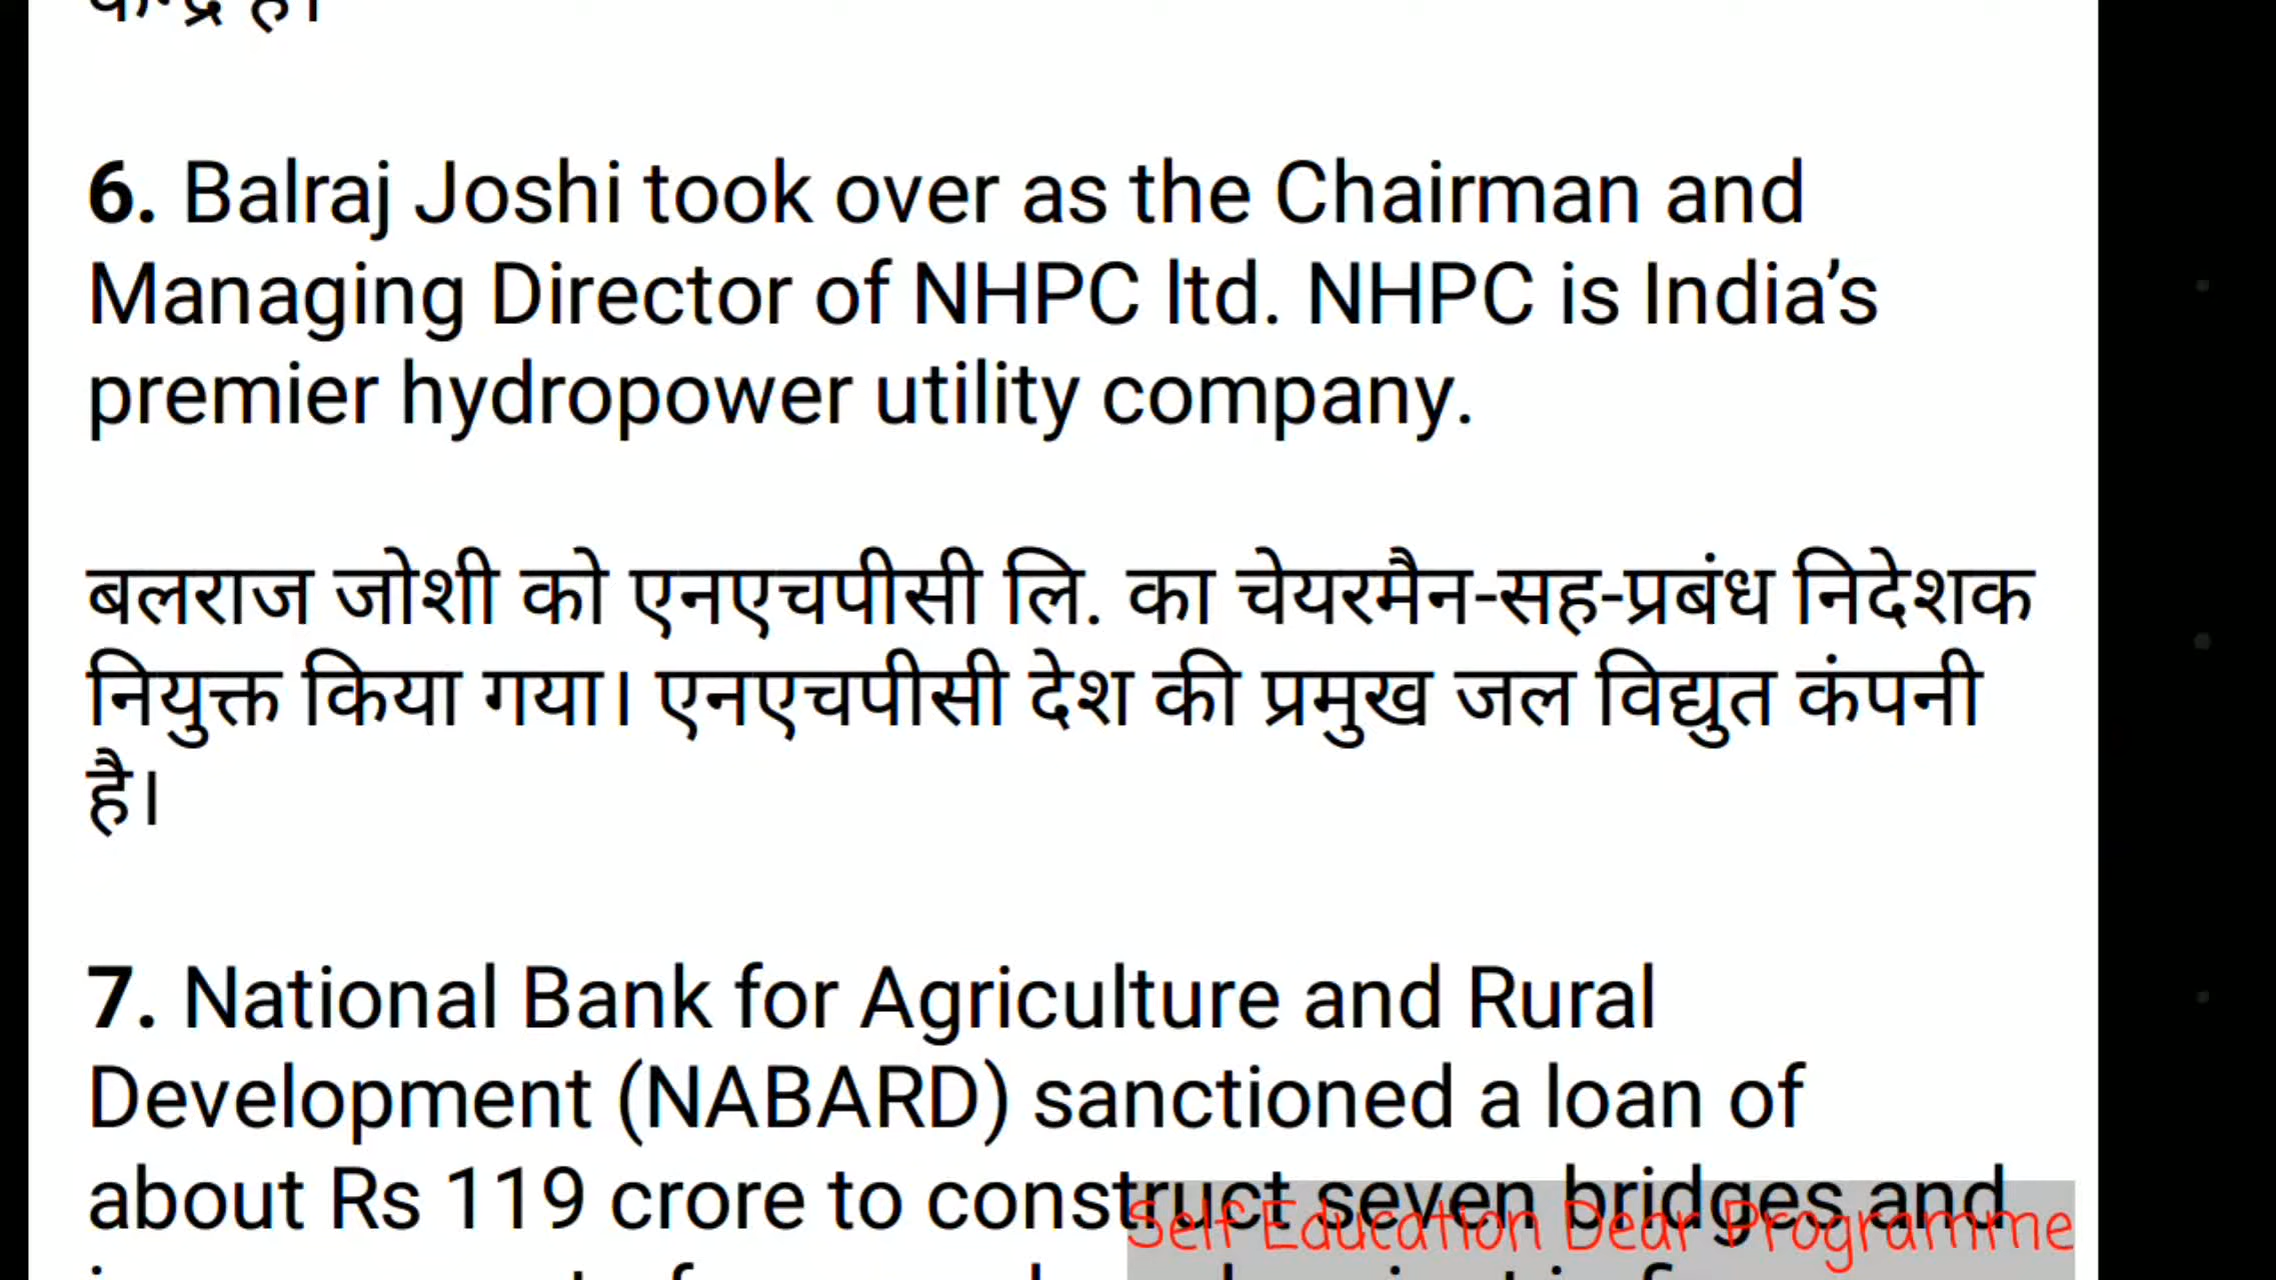 केन्द्र है।
6. Balraj Joshi took over as the Chairman and
Managing Director of NHPC ltd. NHPC is India’s
premier hydropower utility company.
बलराज जोशी को एनएचपीसी लि. का चेयरमैन-सह-प्रबंध निदेशक
नियुक्त किया गया। एनएचपीसी देश की प्रमुख जल विद्युत कंपनी
है।
7. National Bank for Agriculture and Rural
Development (NABARD) sanctioned a loan of
about Rs 119 crore to construct seven bridges and
Self Education Dear Programme